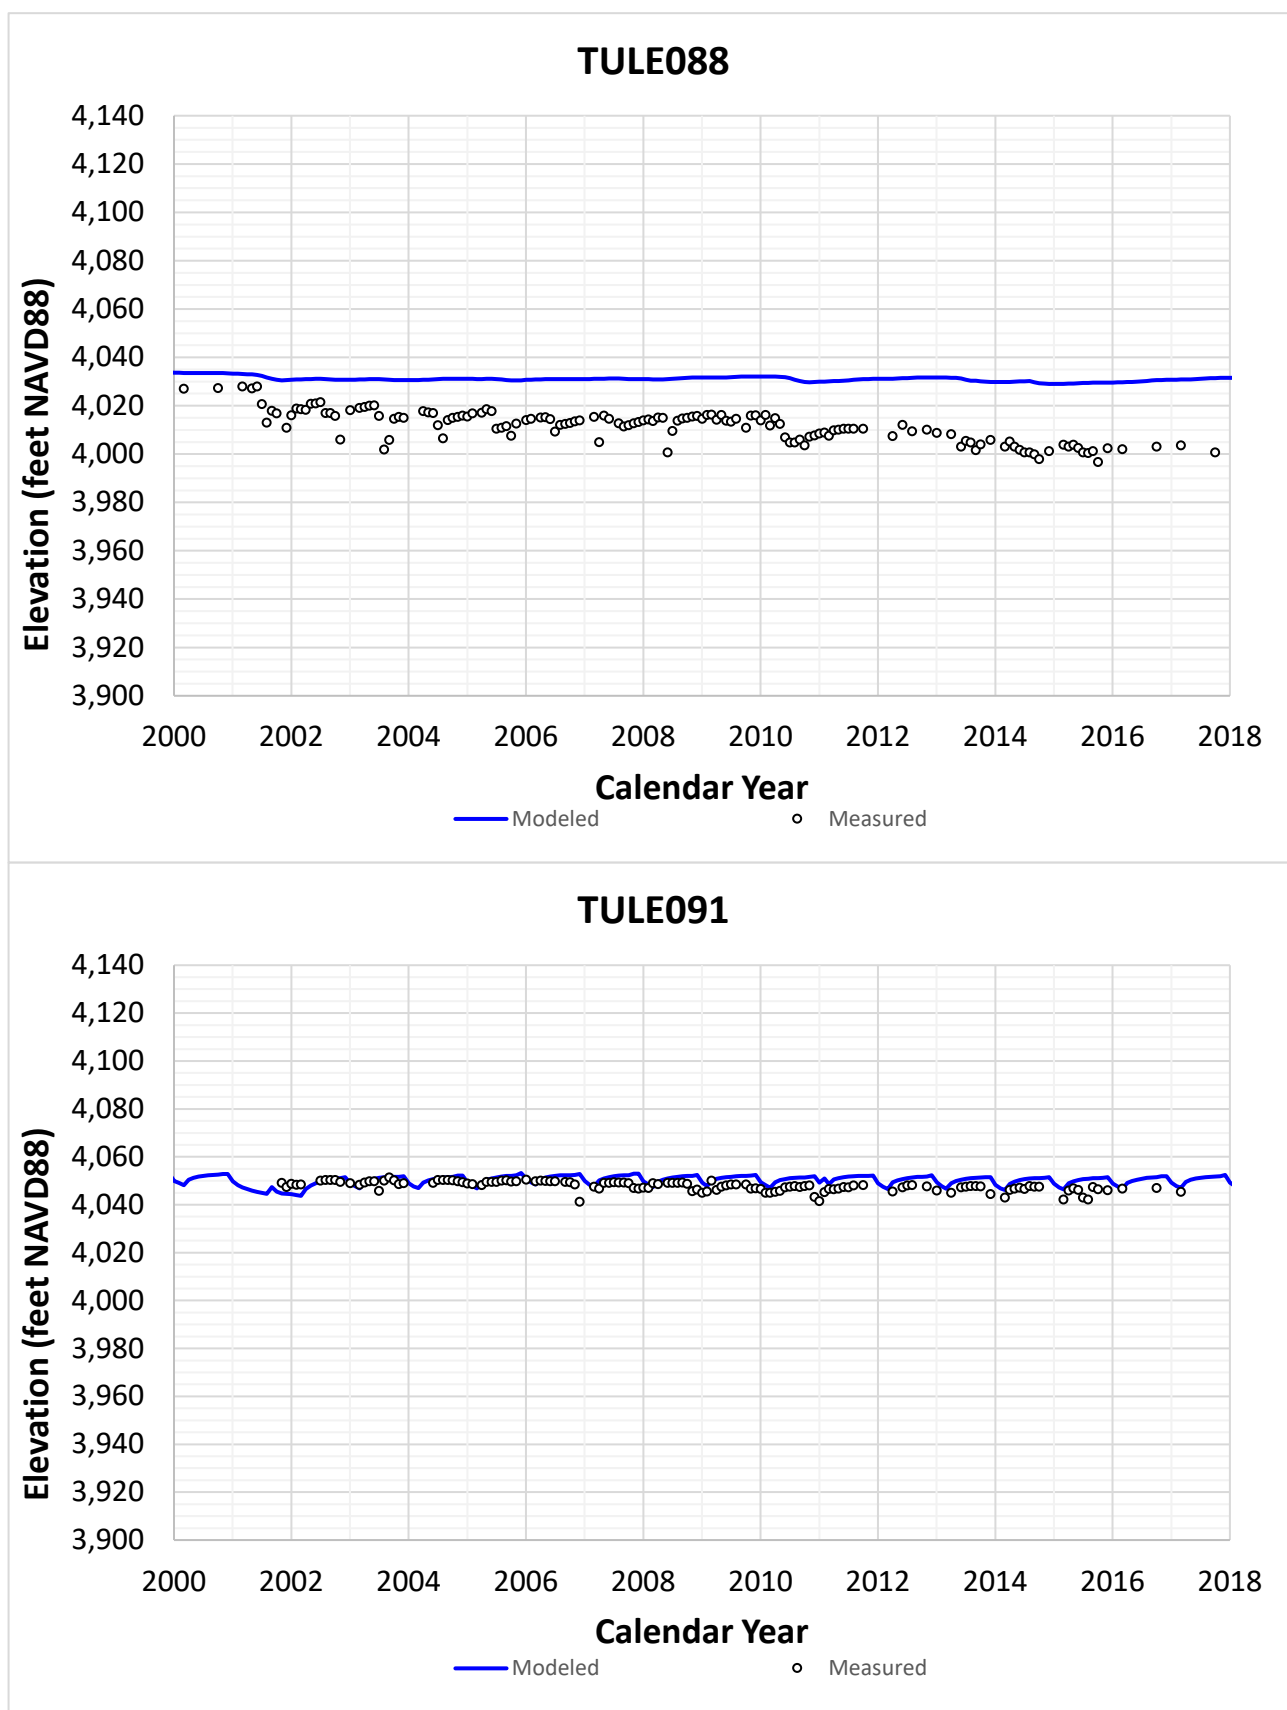 TULE088
4,140
4,120
4,100
4,080
4,060
4,040
4,020
4,000
3,980
3,960
3,940
3,920
3,900
Elevation (feet NAVD88)
2000 2002 2004 2006 2008 2010 2012 2014 2016 2018
Calendar Year
Modeled Measured
TULE091
4,140
4,120
4,100
4,080
4,060
4,040
4,020
4,000
3,980
3,960
3,940
3,920
3,900
Elevation (feet NAVD88)
2000 2002 2004 2006 2008 2010 2012 2014 2016 2018
Calendar Year
Modeled Measured